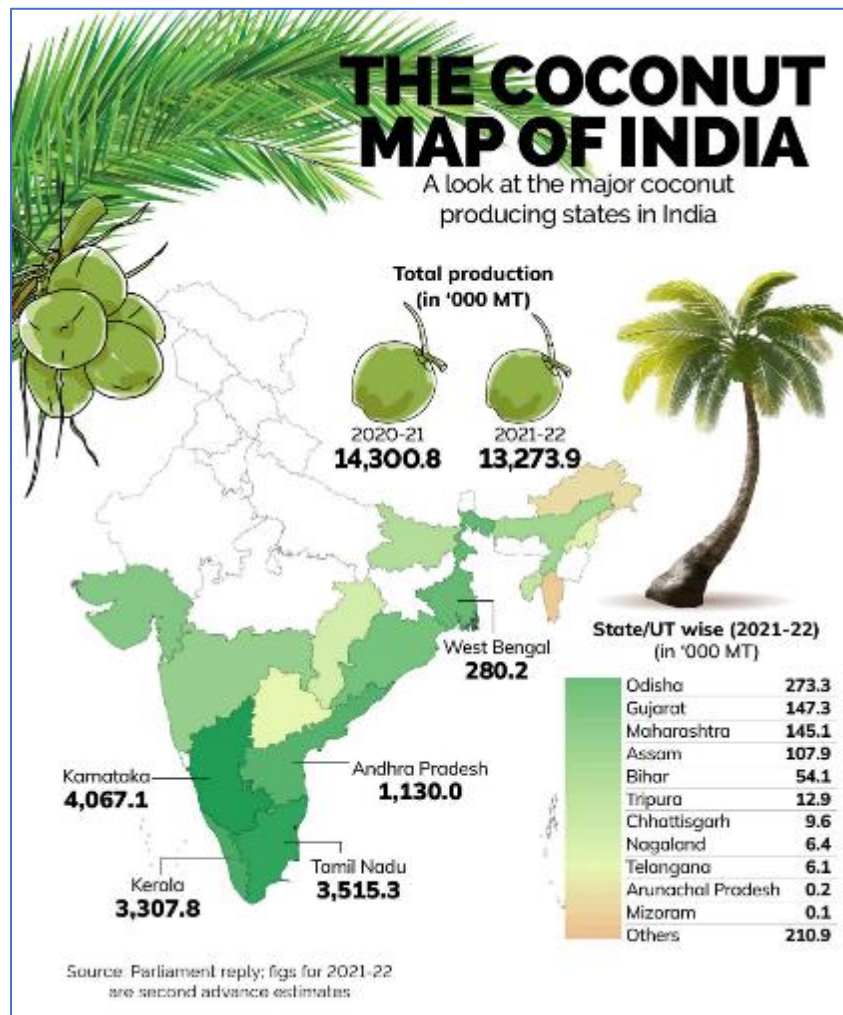 THE COCONUT
MAP OF INDIA
A look at the major coconut
producing states in India
Total production
(in '000 MT)
2020-21
14,300.8
2021-22
13,273.9
West Bengal
280.2
Karnataka
4,067.1
Andhra Pradesh
1,130.0
Kerala
3,307.8
Tamil Nadu
3,515.3
State/UT wise (2021-22)
(in '000 MT)
Odisha 273.3
Gujarat 147.3
Maharashtra 145.1
Assam 107.9
Bihar 54.1
Tripura 12.9
Chhattisgarh 9.6
Nagaland 6.4
Telangana 6.1
Arunachal Pradesh 0.2
Mizoram 0.1
Others 210.9
Source: Parliament reply; figs for 2021-22
are second advance estimates